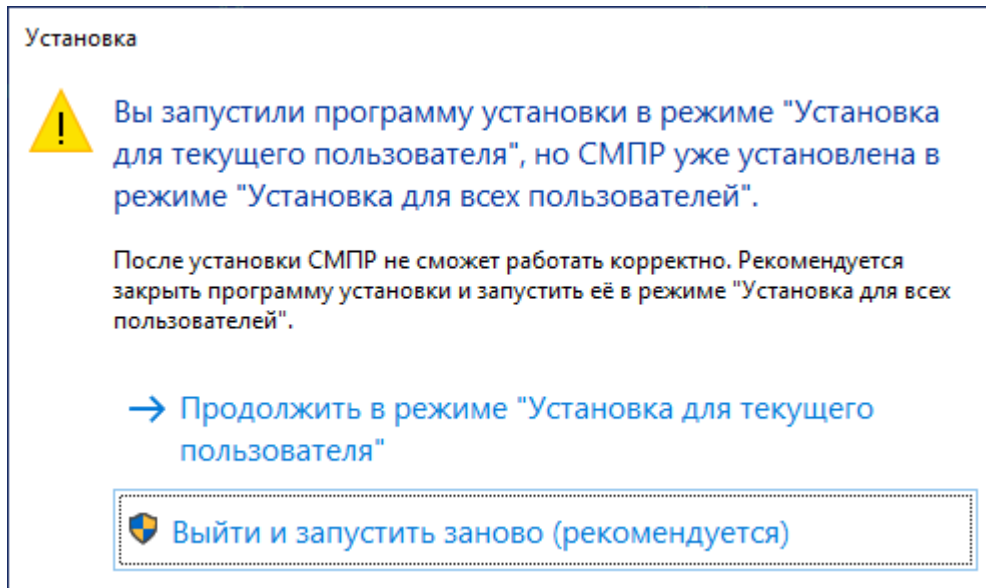 Установка
Вы запустили программу установки в режиме "Установка
для текущего пользователя", но СМПР уже установлена в
режиме "Установка для всех пользователей".
После установки СМПР не сможет работать корректно. Рекомендуется
закрыть программу установки и запустить её в режиме "Установка для всех
пользователей".
Продолжить в режиме "Установка для текущего
пользователя"
Выйти и запустить заново (рекомендуется)